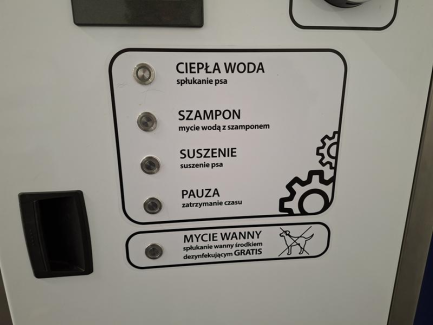 CIEPŁA WODA
spłukanie psa
SZAMPON
mycie wodą z szamponem
SUSZENIE
suszenie psa
PAUZA
zatrzymanie czasu
MYCIE WANNY
spłukanie wanny środkiem
dezynfekującym GRATIS